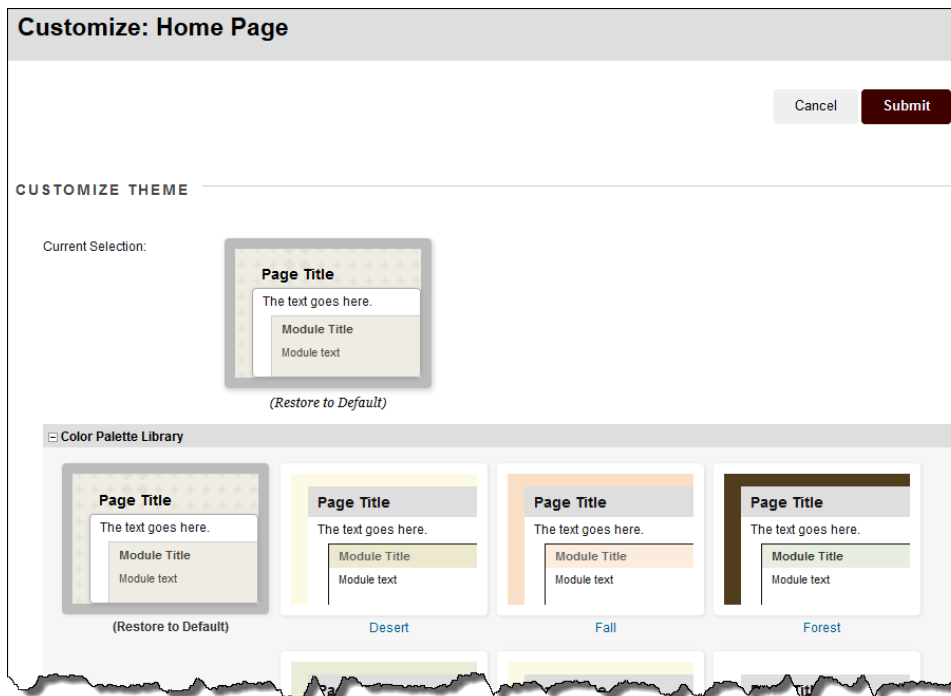 Customize: Home Page
Cancel
Submit
CUSTOMIZE THEME
Current Selection:
Page Title
The text goes here.
Module Title
Module text
(Restore to Default)
Color Palette Library
Page Title
The text goes here.
Module Title
Module text
(Restore to Default)
Page Title
The text goes here.
Module Title
Module text
Desert
Page Title
The text goes here.
Module Title
Module text
Fall
Page Title
The text goes here.
Module Title
Module text
Forest